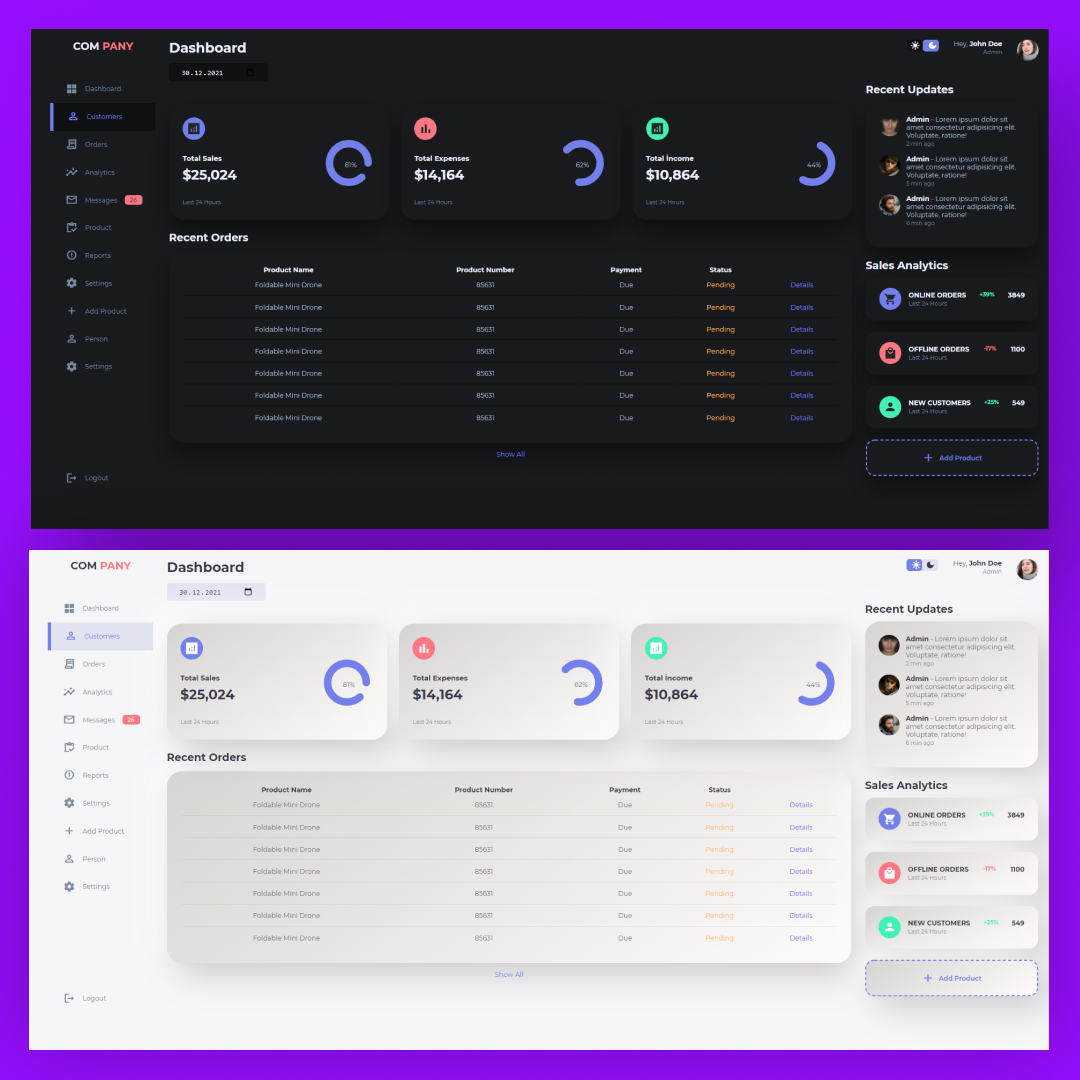 COM PANY
Dashboard
Hey, John Doe
Admin
30.12.2021
Dashboard
Customers
Orders
Analytics
Messages 26
Product
Reports
Settings
Add Product
Person
Settings
Logout
Total Sales
$25,024
81%
Last 24 Hours
Total Expenses
$14,164
62%
Last 24 Hours
Total İncome
$10,864
44%
Last 24 Hours
Recent Orders
Product Name Product Number Payment Status
Foldable Mini Drone 85631 Due Pending Details
Foldable Mini Drone 85631 Due Pending Details
Foldable Mini Drone 85631 Due Pending Details
Foldable Mini Drone 85631 Due Pending Details
Foldable Mini Drone 85631 Due Pending Details
Foldable Mini Drone 85631 Due Pending Details
Foldable Mini Drone 85631 Due Pending Details
Show All
Recent Updates
Admin - Lorem ipsum dolor sit
amet consectetur adipisicing elit.
Voluptate, ratione!
2 min ago
Admin - Lorem ipsum dolor sit
amet consectetur adipisicing elit.
Voluptate, ratione!
5 min ago
Admin - Lorem ipsum dolor sit
amet consectetur adipisicing elit.
Voluptate, ratione!
6 min ago
Sales Analytics
ONLINE ORDERS +39% 3849
Last 24 Hours
OFFLINE ORDERS -17% 1100
Last 24 Hours
NEW CUSTOMERS +25% 549
Last 24 Hours
Add Product
COM PANY
Dashboard
Hey, John Doe
Admin
30.12.2021
Dashboard
Customers
Orders
Analytics
Messages 26
Product
Reports
Settings
Add Product
Person
Settings
Logout
Total Sales
$25,024
81%
Last 24 Hours
Total Expenses
$14,164
62%
Last 24 Hours
Total İncome
$10,864
44%
Last 24 Hours
Recent Orders
Product Name Product Number Payment Status
Foldable Mini Drone 85631 Due Pending Details
Foldable Mini Drone 85631 Due Pending Details
Foldable Mini Drone 85631 Due Pending Details
Foldable Mini Drone 85631 Due Pending Details
Foldable Mini Drone 85631 Due Pending Details
Foldable Mini Drone 85631 Due Pending Details
Foldable Mini Drone 85631 Due Pending Details
Show All
Recent Updates
Admin - Lorem ipsum dolor sit
amet consectetur adipisicing elit.
Voluptate, ratione!
2 min ago
Admin - Lorem ipsum dolor sit
amet consectetur adipisicing elit.
Voluptate, ratione!
5 min ago
Admin - Lorem ipsum dolor sit
amet consectetur adipisicing elit.
Voluptate, ratione!
6 min ago
Sales Analytics
ONLINE ORDERS +39% 3849
Last 24 Hours
OFFLINE ORDERS -17% 1100
Last 24 Hours
NEW CUSTOMERS +25% 549
Last 24 Hours
Add Product